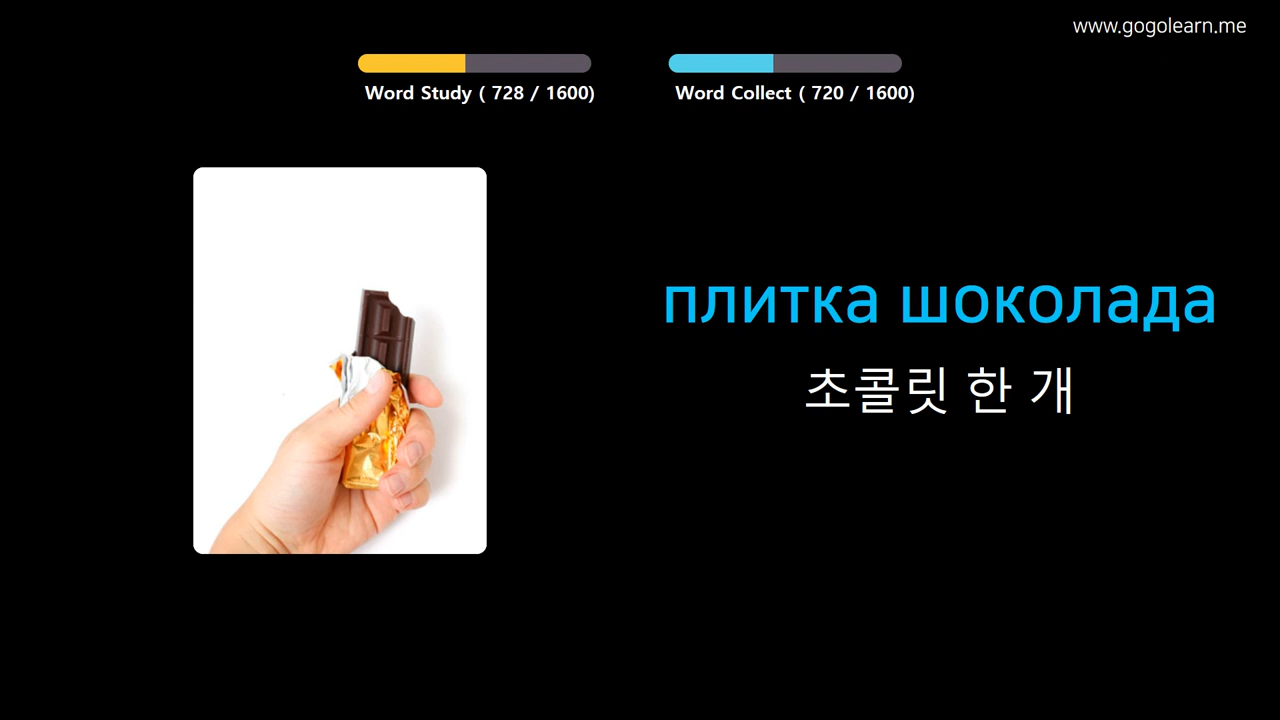 www.gogolearn.me
Word Study ( 728 / 1600)
Word Collect ( 720 / 1600)
плитка шоколада
초콜릿 한 개